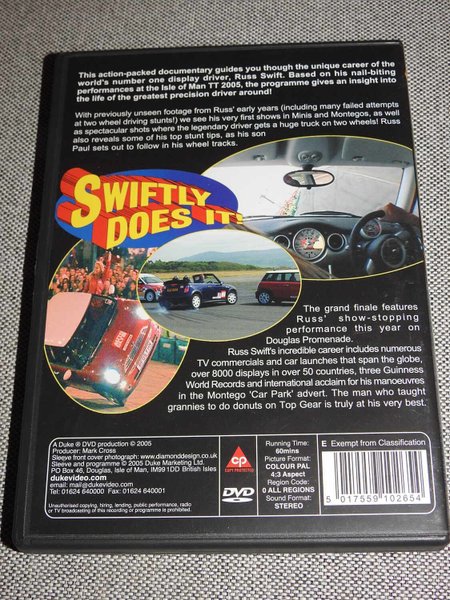 This action-packed documentary guides you though the unique career of the
world's number one display driver, Russ Swift. Based on his nail-biting
performances at the Isle of Man TT 2005, the programme gives an insight into
the life of the greatest precision driver around!
With previously unseen footage from Russ' early years (including many failed attempts
at two wheel driving stunts!) we see his very first shows in Minis and Montegos, as well
as spectacular shots where the legendary driver gets a huge truck on two wheels! Russ
also reveals some of his top stunt tips, as his son
Paul sets out to follow in his wheel tracks.
SWIFTLY
DOES IT!
The grand finale features
Russ' show-stopping
performance this year on
Douglas Promenade.
Russ Swift's incredible career includes numerous
TV commercials and car launches that span the globe,
over 8000 displays in over 50 countries, three Guinness
World Records and international acclaim for his manoeuvres
in the Montego 'Car Park' advert. The man who taught
grannies to do donuts on Top Gear is truly at his very best.
A Duke ® DVD production © 2005
Producer: Mark Cross
Sleeve front cover photograph: www.diamonddesign.co.uk
Sleeve and programme © 2005 Duke Marketing Ltd.
PO Box 46, Douglas, Isle of Man, IM99 1DD British Isles
dukevideo.com
email: mail@dukevideo.com
Tel: 01624 640000 Fax: 01624 640001
Unauthorised copying, hiring, lending, public performance, radio
or TV broadcasting of this recording or programme is prohibited.
cp
COPY PROTECTED
DVD
VIDEO
Running Time:
60mins
Picture Format:
COLOUR PAL
4:3 Aspect
Region Code:
0 ALL REGIONS
Sound Format:
STEREO
E Exempt from Classification
5 017559 102654